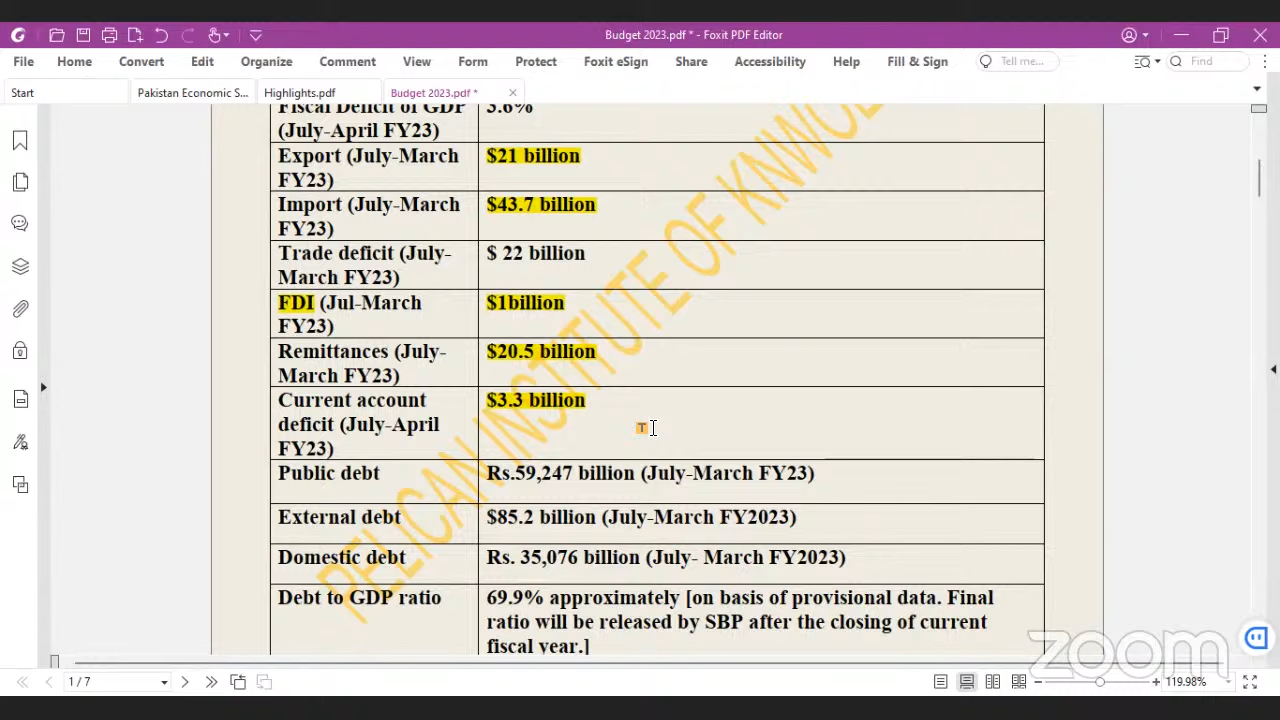 Budget 2023.pdf * - Foxit PDF Editor
File Home Convert Edit Organize Comment View Form Protect Foxit eSign Share Accessibility Help Fill & Sign Tell me... Find
Start Pakistan Economic S... Highlights.pdf Budget 2023.pdf *
Fiscal Deficit of GDP
(July-April FY23)
3.6%
Export (July-March
FY23)
$21 billion
Import (July-March
FY23)
$43.7 billion
Trade deficit (July-
March FY23)
$ 22 billion
FDI (Jul-March
FY23)
$1billion
Remittances (July-
March FY23)
$20.5 billion
Current account
deficit (July-April
FY23)
$3.3 billion
Public debt
Rs.59,247 billion (July-March FY23)
External debt
$85.2 billion (July-March FY2023)
Domestic debt
Rs. 35,076 billion (July- March FY2023)
Debt to GDP ratio
69.9% approximately [on basis of provisional data. Final
ratio will be released by SBP after the closing of current
fiscal year.]
PELICAN INSTITUTE OF KNWOL
T
zoom
1 / 7
119.98%